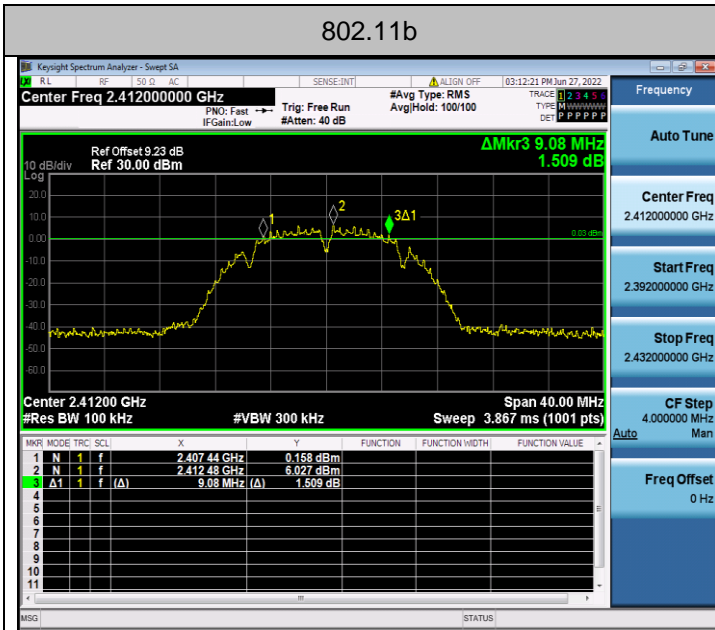 802.11b
Keysight Spectrum Analyzer - Swept SA
RL RF 50 Ω AC SENSE:INT ALIGN OFF 03:12:21 PM Jun 27, 2022
Center Freq 2.412000000 GHz
#Avg Type: RMS
TRACE 1 2 3 4 5 6
PNO: Fast
Trig: Free Run
Avg|Hold: 100/100
TYPE M WWWWW
IFGain:Low
#Atten: 40 dB
DET P P P P P P
Frequency
Auto Tune
Center Freq
2.412000000 GHz
Start Freq
2.392000000 GHz
Stop Freq
2.432000000 GHz
CF Step
4.000000 MHz
Auto Man
Freq Offset
0 Hz
ΔMkr3 9.08 MHz
1.509 dB
Ref Offset 9.23 dB
10 dB/div Ref 30.00 dBm
Log
20.0
10.0
0.00
-10.0
-20.0
-30.0
-40.0
-50.0
-60.0
1
2
3Δ1
0.03 dBm
Center 2.41200 GHz Span 40.00 MHz
#Res BW 100 kHz #VBW 300 kHz Sweep 3.867 ms (1001 pts)
MKR MODE TRC SCL X Y FUNCTION FUNCTION WIDTH FUNCTION VALUE
1 N 1 f 2.407 44 GHz 0.158 dBm
2 N 1 f 2.412 48 GHz 6.027 dBm
3 Δ1 1 f (Δ) 9.08 MHz (Δ) 1.509 dB
4
5
6
7
8
9
10
11
MSG STATUS